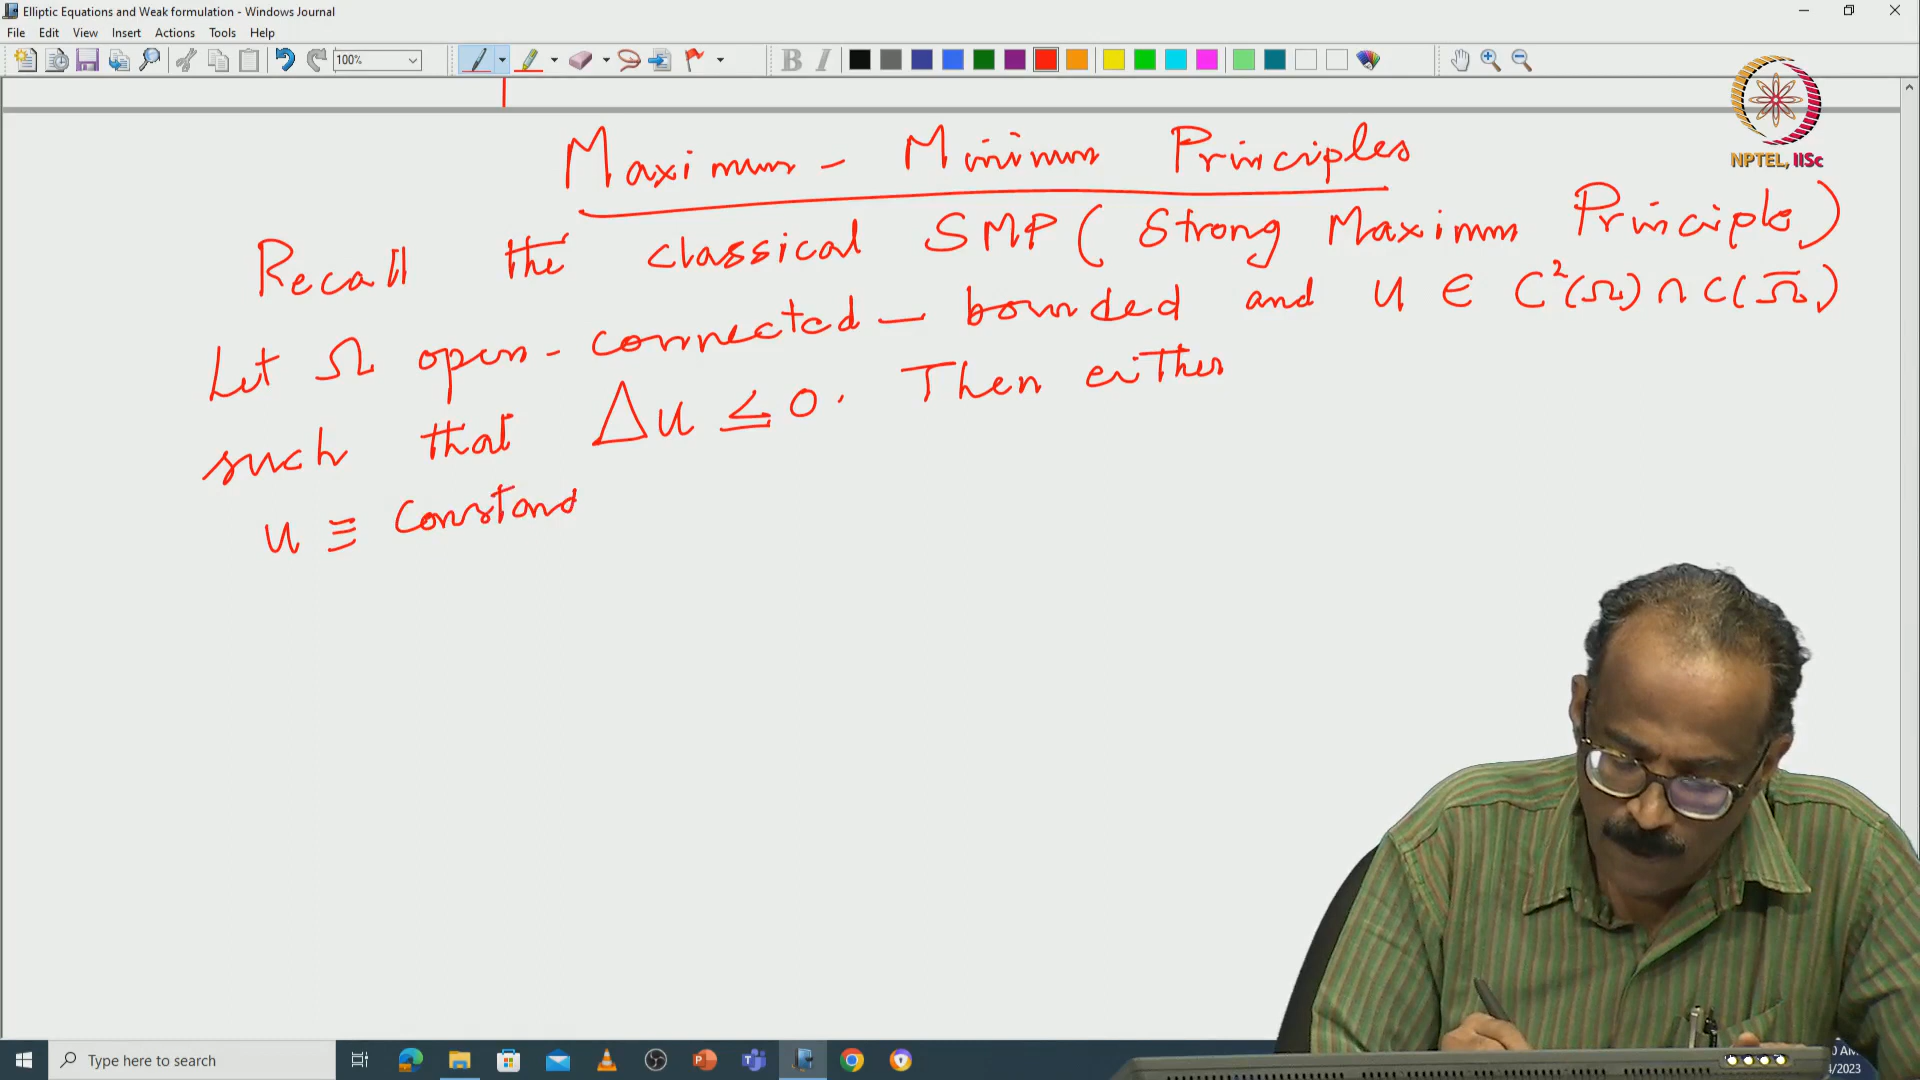 Elliptic Equations and Weak formulation - Windows Journal
File Edit View Insert Actions Tools Help
100%
B I
NPTEL, IISc
Maximum - Minimum Principles
Recall the classical SMP ( Strong Maximum Principle )
Let Ω open - connected - bounded and u ∈ C²(Ω) ∩ C(Ω̅)
such that Δu ≤ 0. Then either
u ≡ constant
Type here to search